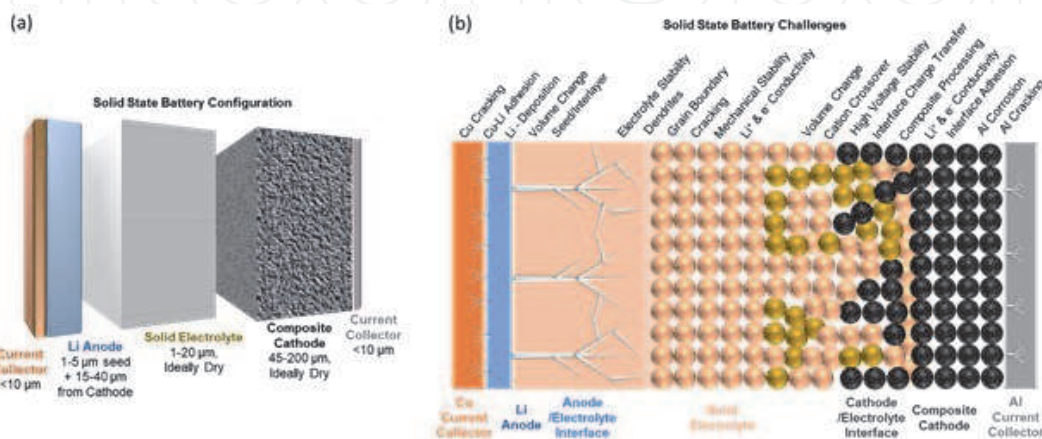 (a)
Solid State Battery Configuration
Current
Collector
<10 µm
Li Anode
1-5 µm seed
+ 15-40 µm
from Cathode
Solid Electrolyte
1-20 µm,
Ideally Dry
Composite
Cathode
45-200 µm,
Ideally Dry
Current
Collector
<10 µm
(b)
Solid State Battery Challenges
Cu Cracking
Cu-Li Adhesion
Li - Deposition
Volume Change
Seed/Interlayer
Electrolyte Stability
Dendrites
Grain Boundary
Cracking
Mechanical Stability
Li⁺ & e⁻ Conductivity
Volume Change
Cation Crossover
High Voltage Stability
Interface Charge Transfer
Composite Processing
Li⁺ & e⁻ Conductivity
Interface Adhesion
Al Corrosion
Al Cracking
Cu
Current
Collector
Li
Anode
Anode
/Electrolyte
Interface
Solid
Electrolyte
Cathode
/Electrolyte
Interface
Composite
Cathode
Al
Current
Collector